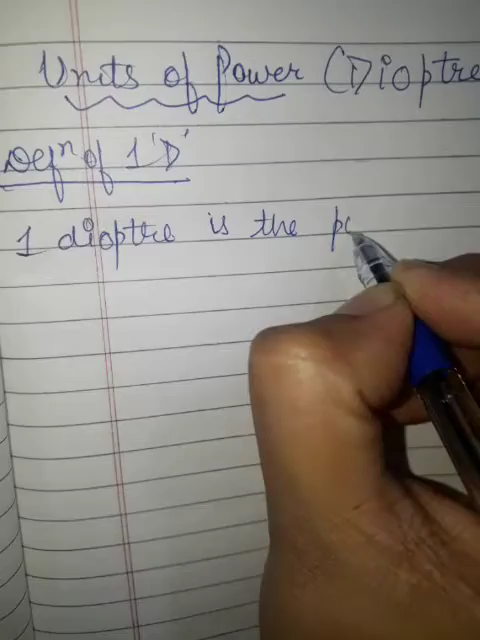 Units of Power (Dioptre
Defⁿ of 1 'D'
1 dioptre is the